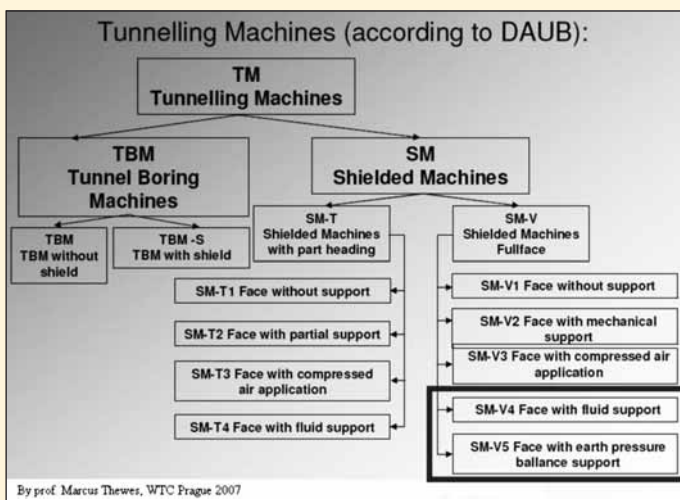 Tunnelling Machines (according to DAUB):
TM
Tunnelling Machines
TBM
Tunnel Boring
Machines
SM
Shielded Machines
TBM
TBM without
shield
TBM -S
TBM with shield
SM-T
Shielded Machines
with part heading
SM-V
Shielded Machines
Fullface
SM-T1 Face without support
SM-T2 Face with partial support
SM-T3 Face with compressed
air application
SM-T4 Face with fluid support
SM-V1 Face without support
SM-V2 Face with mechanical
support
SM-V3 Face with compressed air
application
SM-V4 Face with fluid support
SM-V5 Face with earth pressure
ballance support
By prof. Marcus Thewes, WTC Prague 2007